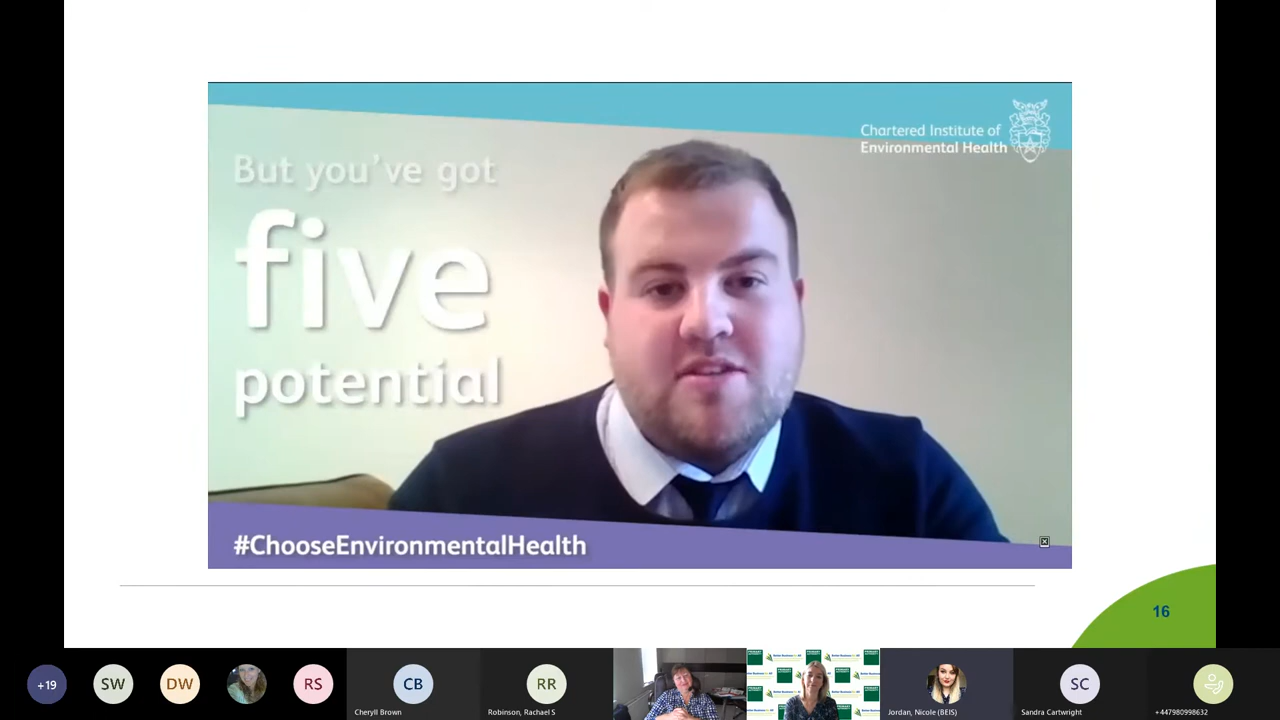 Chartered Institute of
Environmental Health
But you've got
five
potential
#ChooseEnvironmentalHealth
16
+19
SW
DW
RS
CB
Cheryll Brown
RR
Robinson, Rachael S
Jordan, Nicole (BEIS)
SC
Sandra Cartwright
+447980998632